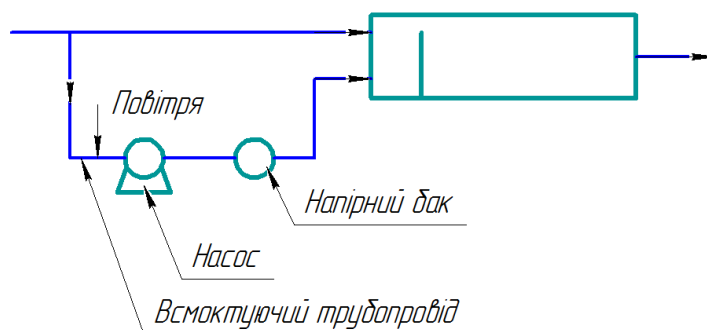 Повітря
Напірний бак
Насос
Всмоктуючий трубопровід